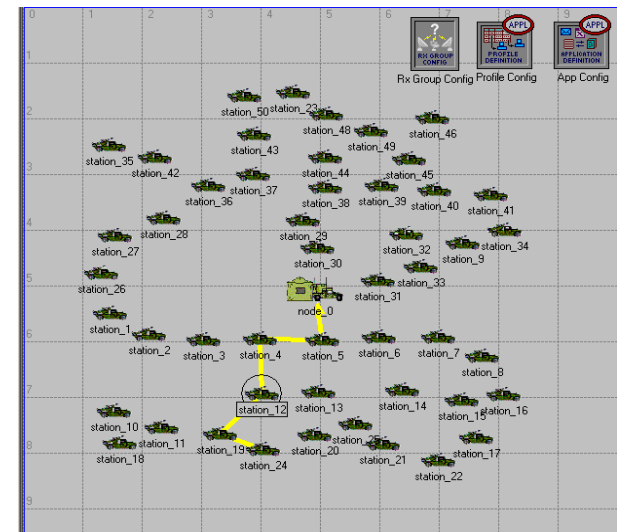 0 1 2 3 4 5 6 7 8 9
APPL APPL
RX GROUP CONFIG
PROFILE DEFINITION
APPLICATION DEFINITION
1
Rx Group Config Profile Config App Config
2
station_50 station_23
station_48
station_46
station_43
station_49
station_35
station_42
station_44
station_45
3
station_36
station_37
station_38
station_39
station_40
station_41
4
station_28
station_29
station_27
station_30
station_32
station_9
station_34
5
station_26
station_31
station_33
node_0
station_1
6
station_2
station_3
station_4
station_5
station_6
station_7
station_8
7
station_12
station_13
station_14
station_15
station_16
station_10
station_11
8
station_18
station_19
station_24
station_20
station_25
station_21
station_17
station_22
9